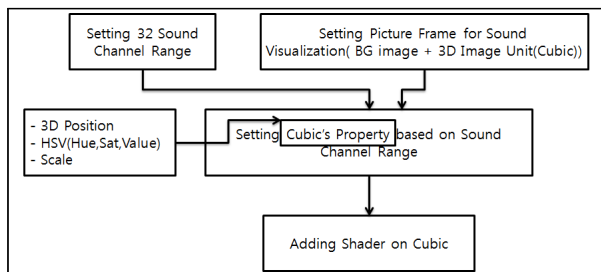 Setting 32 Sound
Channel Range
Setting Picture Frame for Sound
Visualization( BG image + 3D Image Unit(Cubic))
- 3D Position
- HSV(Hue,Sat,Value)
- Scale
Setting Cubic's Property based on Sound
Channel Range
Adding Shader on Cubic